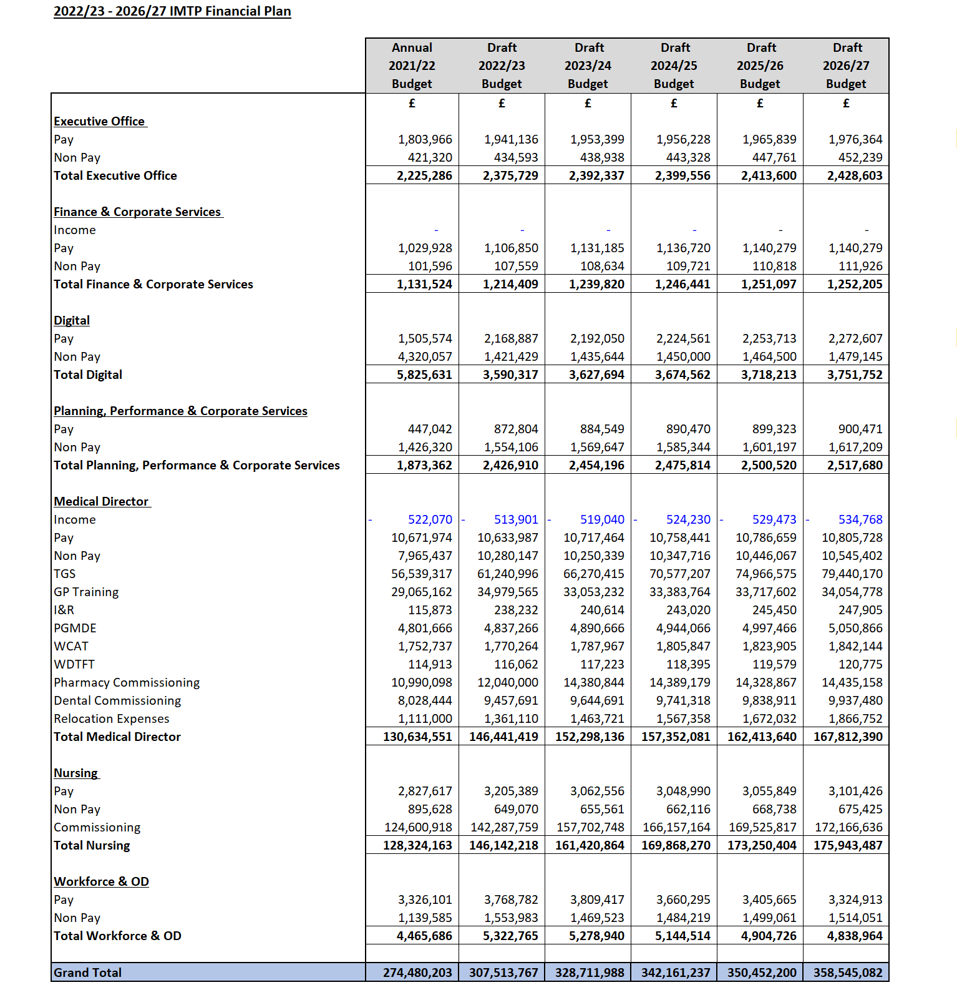 2022/23 - 2026/27 IMTP Financial Plan
Annual Draft Draft Draft Draft Draft
2021/22 2022/23 2023/24 2024/25 2025/26 2026/27
Budget Budget Budget Budget Budget Budget
£ £ £ £ £ £
Executive Office
Pay 1,803,966 1,941,136 1,953,399 1,956,228 1,965,839 1,976,364
Non Pay 421,320 434,593 438,938 443,328 447,761 452,239
Total Executive Office 2,225,286 2,375,729 2,392,337 2,399,556 2,413,600 2,428,603
Finance & Corporate Services
Income - - - - - -
Pay 1,029,928 1,106,850 1,131,185 1,136,720 1,140,279 1,140,279
Non Pay 101,596 107,559 108,634 109,721 110,818 111,926
Total Finance & Corporate Services 1,131,524 1,214,409 1,239,820 1,246,441 1,251,097 1,252,205
Digital
Pay 1,505,574 2,168,887 2,192,050 2,224,561 2,253,713 2,272,607
Non Pay 4,320,057 1,421,429 1,435,644 1,450,000 1,464,500 1,479,145
Total Digital 5,825,631 3,590,317 3,627,694 3,674,562 3,718,213 3,751,752
Planning, Performance & Corporate Services
Pay 447,042 872,804 884,549 890,470 899,323 900,471
Non Pay 1,426,320 1,554,106 1,569,647 1,585,344 1,601,197 1,617,209
Total Planning, Performance & Corporate Services 1,873,362 2,426,910 2,454,196 2,475,814 2,500,520 2,517,680
Medical Director
Income - 522,070 - 513,901 - 519,040 - 524,230 - 529,473 - 534,768
Pay 10,671,974 10,633,987 10,717,464 10,758,441 10,786,659 10,805,728
Non Pay 7,965,437 10,280,147 10,250,339 10,347,716 10,446,067 10,545,402
TGS 56,539,317 61,240,996 66,270,415 70,577,207 74,966,575 79,440,170
GP Training 29,065,162 34,979,565 33,053,232 33,383,764 33,717,602 34,054,778
I&R 115,873 238,232 240,614 243,020 245,450 247,905
PGMDE 4,801,666 4,837,266 4,890,666 4,944,066 4,997,466 5,050,866
WCAT 1,752,737 1,770,264 1,787,967 1,805,847 1,823,905 1,842,144
WDTFT 114,913 116,062 117,223 118,395 119,579 120,775
Pharmacy Commissioning 10,990,098 12,040,000 14,380,844 14,389,179 14,328,867 14,435,158
Dental Commissioning 8,028,444 9,457,691 9,644,691 9,741,318 9,838,911 9,937,480
Relocation Expenses 1,111,000 1,361,110 1,463,721 1,567,358 1,672,032 1,866,752
Total Medical Director 130,634,551 146,441,419 152,298,136 157,352,081 162,413,640 167,812,390
Nursing
Pay 2,827,617 3,205,389 3,062,556 3,048,990 3,055,849 3,101,426
Non Pay 895,628 649,070 655,561 662,116 668,738 675,425
Commissioning 124,600,918 142,287,759 157,702,748 166,157,164 169,525,817 172,166,636
Total Nursing 128,324,163 146,142,218 161,420,864 169,868,270 173,250,404 175,943,487
Workforce & OD
Pay 3,326,101 3,768,782 3,809,417 3,660,295 3,405,665 3,324,913
Non Pay 1,139,585 1,553,983 1,469,523 1,484,219 1,499,061 1,514,051
Total Workforce & OD 4,465,686 5,322,765 5,278,940 5,144,514 4,904,726 4,838,964
Grand Total 274,480,203 307,513,767 328,711,988 342,161,237 350,452,200 358,545,082